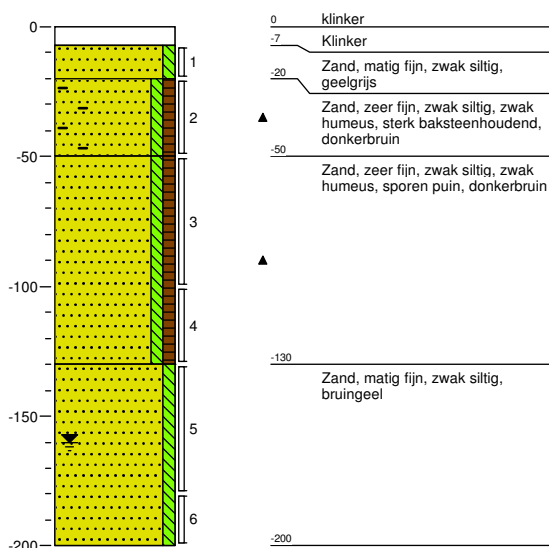 0
-50
-100
-150
-200
1
2
3
4
5
6
0 klinker
-7 Klinker
-20 Zand, matig fijn, zwak siltig,
geelgrijs
Zand, zeer fijn, zwak siltig, zwak
humeus, sterk baksteenhoudend,
donkerbruin
-50
Zand, zeer fijn, zwak siltig, zwak
humeus, sporen puin, donkerbruin
-130
Zand, matig fijn, zwak siltig,
bruingeel
-200